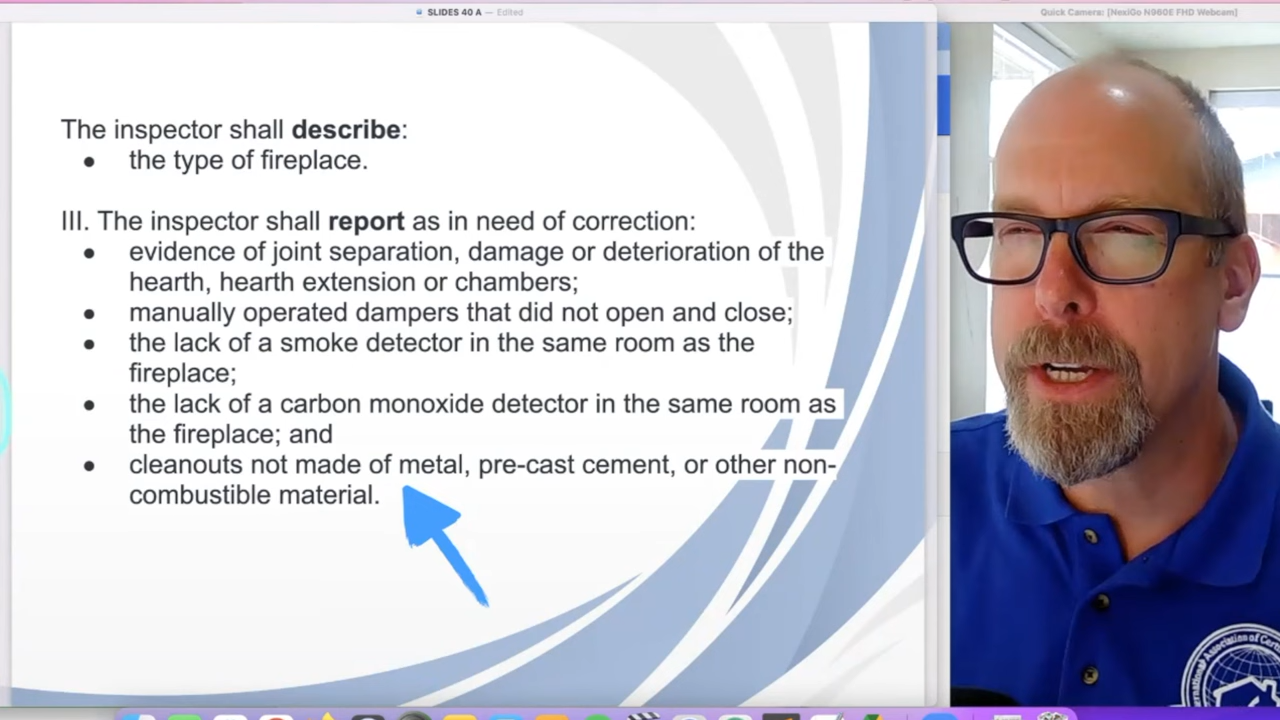 SLIDES 40 A — Edited
Quick Camera: [NexiGo N960E FHD Webcam]
The inspector shall describe:
• the type of fireplace.
III. The inspector shall report as in need of correction:
• evidence of joint separation, damage or deterioration of the
hearth, hearth extension or chambers;
• manually operated dampers that did not open and close;
• the lack of a smoke detector in the same room as the
fireplace;
• the lack of a carbon monoxide detector in the same room as
the fireplace; and
• cleanouts not made of metal, pre-cast cement, or other non-
combustible material.
Association of